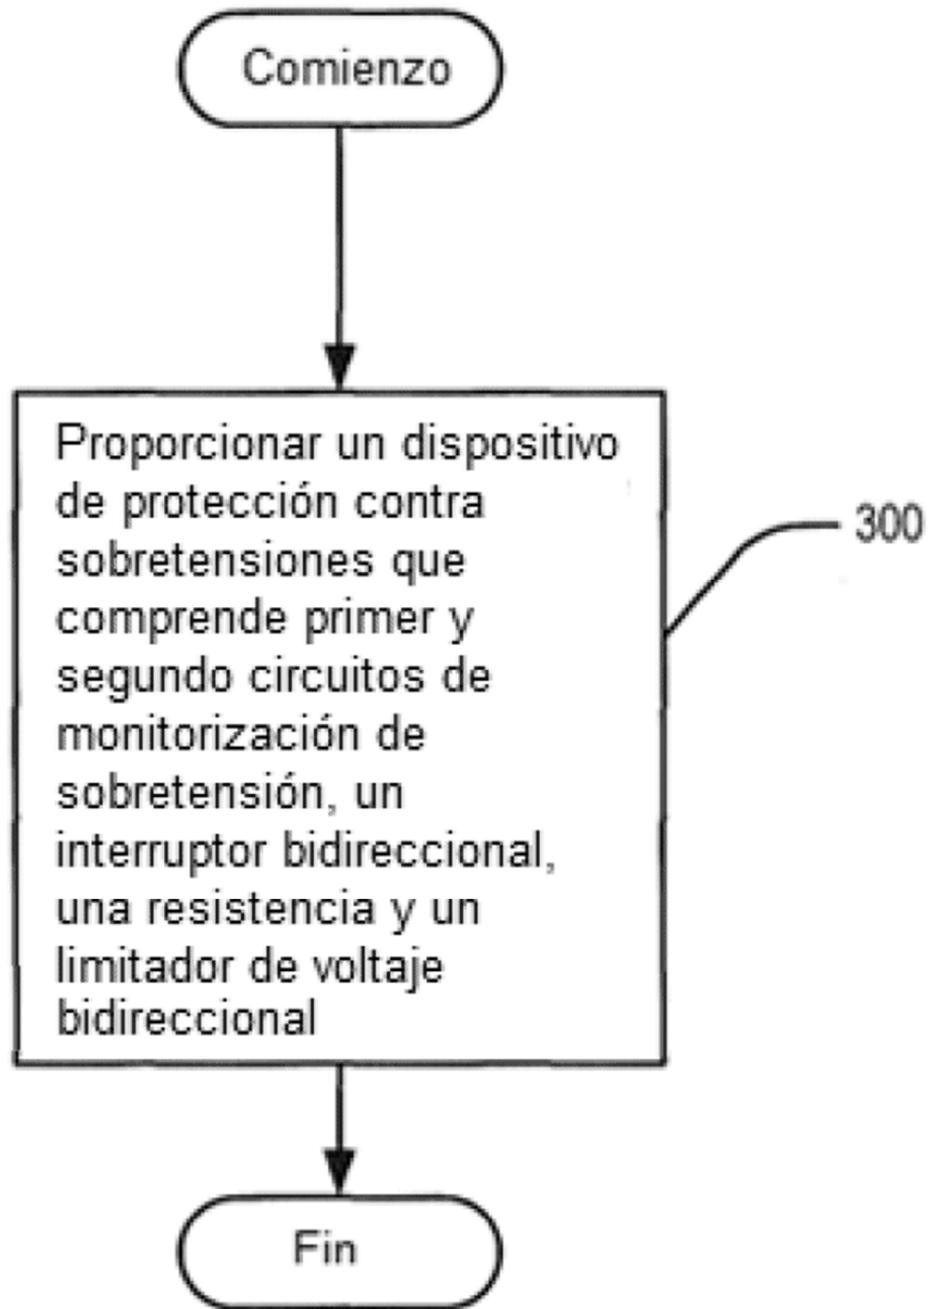 Comienzo
Proporcionar un dispositivo
de protección contra
sobretensiones que
comprende primer y
segundo circuitos de
monitorización de
sobretensión, un
interruptor bidireccional,
una resistencia y un
limitador de voltaje
bidireccional
300
Fin